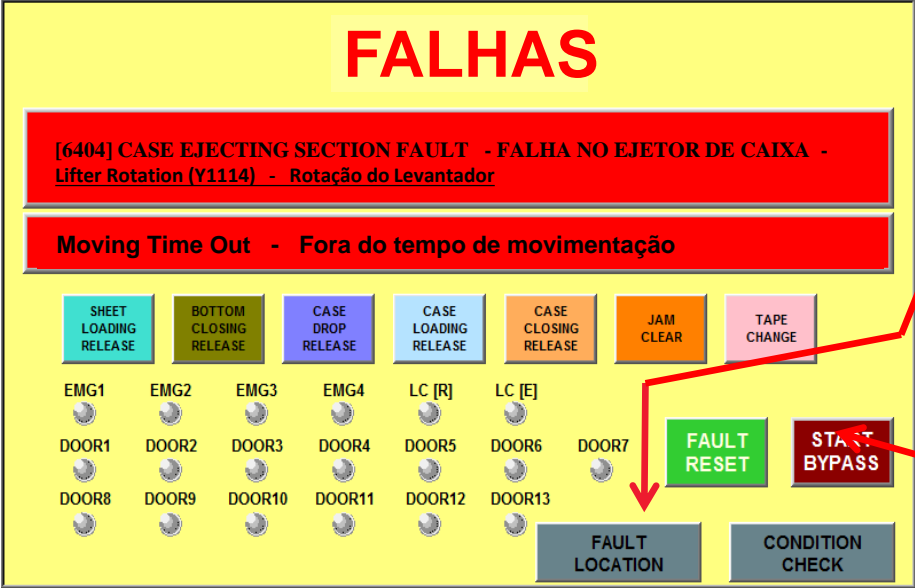 FALHAS
[6404] CASE EJECTING SECTION FAULT - FALHA NO EJETOR DE CAIXA -
Lifter Rotation (Y1114) - Rotação do Levantador
Moving Time Out - Fora do tempo de movimentação
SHEET
LOADING
RELEASE
BOTTOM
CLOSING
RELEASE
CASE
DROP
RELEASE
CASE
LOADING
RELEASE
CASE
CLOSING
RELEASE
JAM
CLEAR
TAPE
CHANGE
EMG1 EMG2 EMG3 EMG4 LC [R] LC [E]
DOOR1 DOOR2 DOOR3 DOOR4 DOOR5 DOOR6 DOOR7
DOOR8 DOOR9 DOOR10 DOOR11 DOOR12 DOOR13
FAULT
RESET
START
BYPASS
FAULT
LOCATION
CONDITION
CHECK